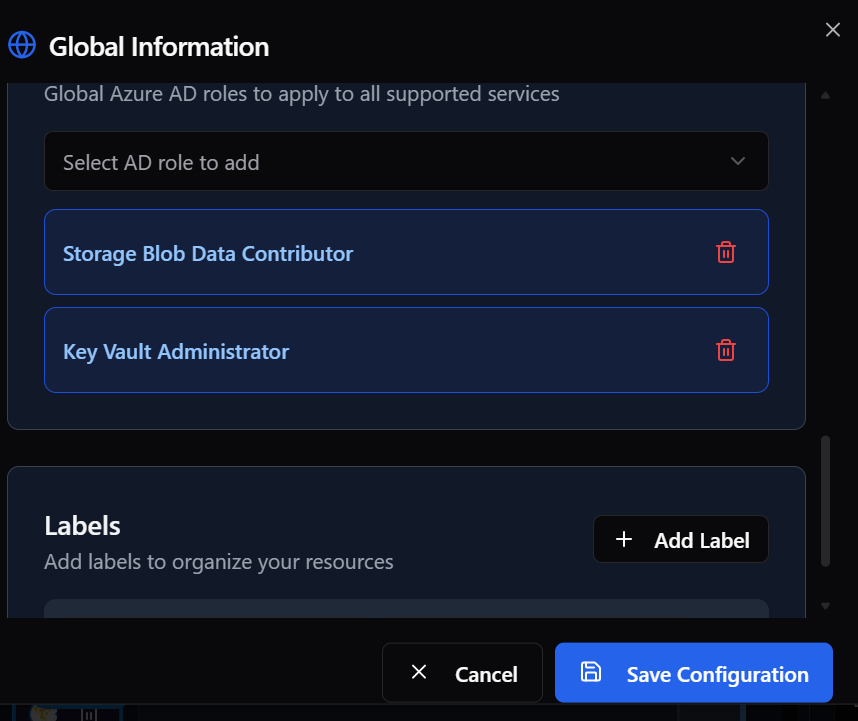 Global Information
Global Azure AD roles to apply to all supported services
Select AD role to add
Storage Blob Data Contributor
Key Vault Administrator
Labels
Add labels to organize your resources
Add Label
Cancel
Save Configuration